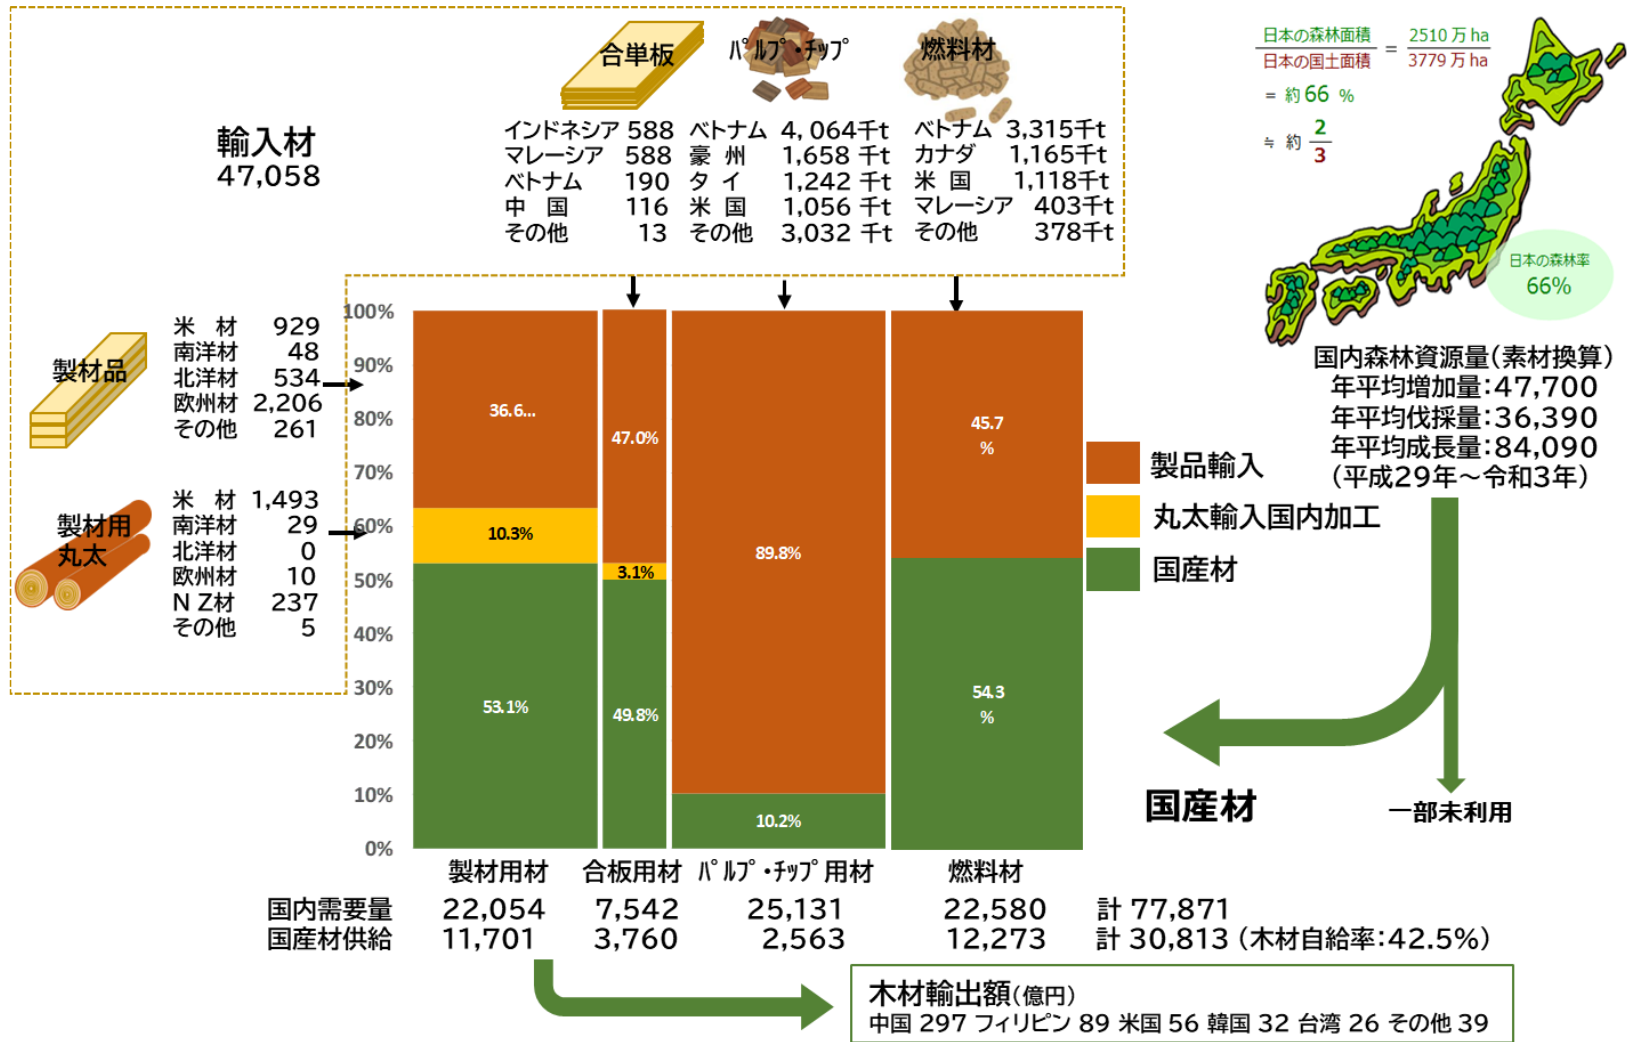 合単板
パルプ・チップ
燃料材
インドネシア 588
マレーシア 588
ベトナム 190
中 国 116
その他 13
ベトナム 4,064千t
豪 州 1,658 千t
タ イ 1,242 千t
米 国 1,056 千t
その他 3,032 千t
ベトナム 3,315千t
カナダ 1,165千t
米 国 1,118千t
マレーシア 403千t
その他 378千t
輸入材
47,058
日本の森林面積
日本の国土面積
=
2510 万 ha
3779 万 ha
= 約 66 %
≒ 約 2
3
日本の森林率
66%
国内森林資源量(素材換算)
年平均増加量:47,700
年平均伐採量:36,390
年平均成長量:84,090
(平成29年～令和3年)
製材品
米 材 929
南洋材 48
北洋材 534
欧州材 2,206
その他 261
製材用
丸太
米 材 1,493
南洋材 29
北洋材 0
欧州材 10
N Z材 237
その他 5
100%
90%
80%
70%
60%
50%
40%
30%
20%
10%
0%
36.6...
10.3%
53.1%
47.0%
3.1%
49.8%
89.8%
10.2%
45.7
%
54.3
%
製品輸入
丸太輸入国内加工
国産材
国産材
一部未利用
製材用材 合板用材 パルプ・チップ用材 燃料材
国内需要量 22,054 7,542 25,131 22,580 計 77,871
国産材供給 11,701 3,760 2,563 12,273 計 30,813 (木材自給率:42.5%)
木材輸出額(億円)
中国 297 フィリピン 89 米国 56 韓国 32 台湾 26 その他 39